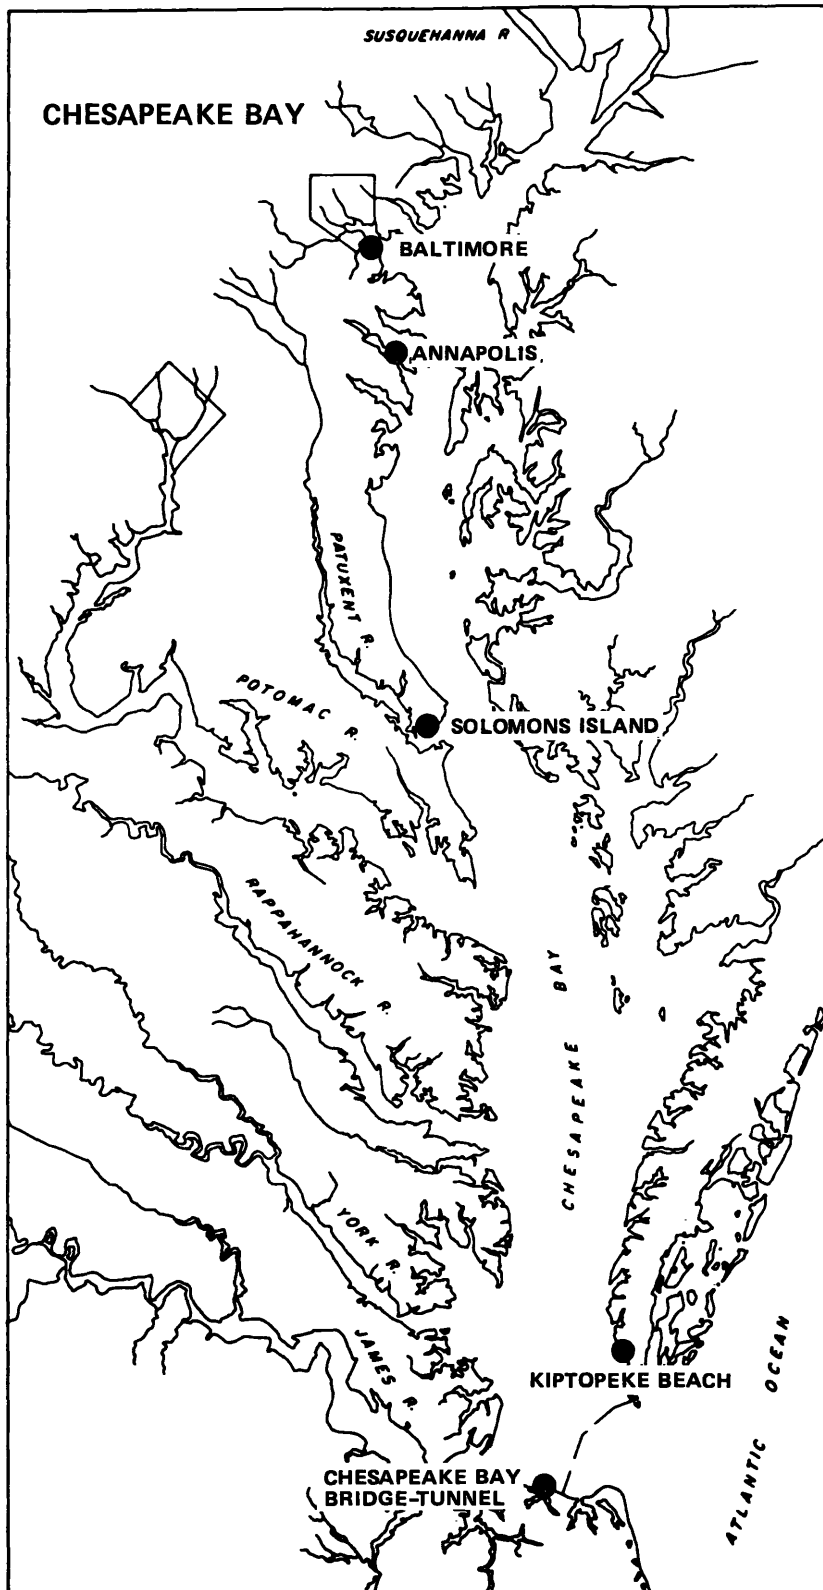 SUSQUEHANNA R
CHESAPEAKE BAY
BALTIMORE
ANNAPOLIS
PATUXENT R.
POTOMAC R.
SOLOMONS ISLAND
RAPPAHANNOCK R.
CHESAPEAKE BAY
YORK R.
JAMES R.
KIPTOPEKE BEACH
ATLANTIC OCEAN
CHESAPEAKE BAY
BRIDGE-TUNNEL